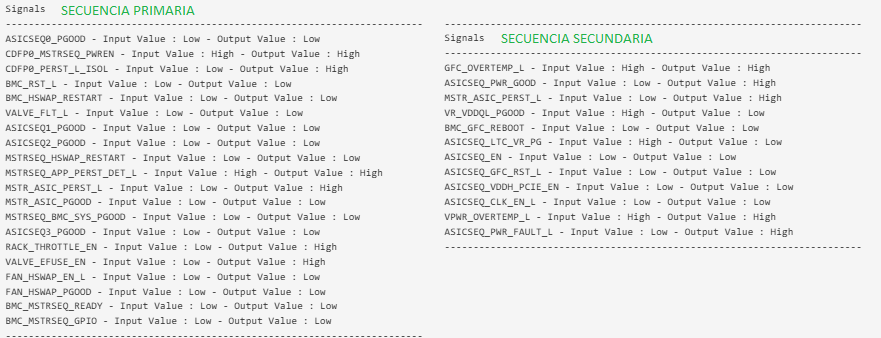 Signals SECUENCIA PRIMARIA
-------------------------------------------------------------------------
ASICSEQ0_PGOOD - Input Value : Low - Output Value : Low
CDFP0_MSTRSEQ_PWREN - Input Value : High - Output Value : High
CDFP0_PERST_L_ISOL - Input Value : Low - Output Value : High
BMC_RST_L - Input Value : Low - Output Value : Low
BMC_HSWAP_RESTART - Input Value : Low - Output Value : Low
VALVE_FLT_L - Input Value : Low - Output Value : Low
ASICSEQ1_PGOOD - Input Value : Low - Output Value : Low
ASICSEQ2_PGOOD - Input Value : Low - Output Value : Low
MSTRSEQ_HSWAP_RESTART - Input Value : Low - Output Value : Low
MSTRSEQ_APP_PERST_DET_L - Input Value : High - Output Value : High
MSTR_ASIC_PERST_L - Input Value : Low - Output Value : High
MSTR_ASIC_PGOOD - Input Value : Low - Output Value : Low
MSTRSEQ_BMC_SYS_PGOOD - Input Value : Low - Output Value : Low
ASICSEQ3_PGOOD - Input Value : Low - Output Value : Low
RACK_THROTTLE_EN - Input Value : Low - Output Value : High
VALVE_EFUSE_EN - Input Value : Low - Output Value : High
FAN_HSWAP_EN_L - Input Value : Low - Output Value : Low
FAN_HSWAP_PGOOD - Input Value : Low - Output Value : Low
BMC_MSTRSEQ_READY - Input Value : Low - Output Value : Low
BMC_MSTRSEQ_GPIO - Input Value : Low - Output Value : Low
-------------------------------------------------------------------------
-------------------------------------------------------------------------
Signals SECUENCIA SECUNDARIA
-------------------------------------------------------------------------
GFC_OVERTEMP_L - Input Value : High - Output Value : High
ASICSEQ_PWR_GOOD - Input Value : Low - Output Value : High
MSTR_ASIC_PERST_L - Input Value : Low - Output Value : High
VR_VDDQL_PGOOD - Input Value : High - Output Value : Low
BMC_GFC_REBOOT - Input Value : Low - Output Value : Low
ASICSEQ_LTC_VR_PG - Input Value : High - Output Value : Low
ASICSEQ_EN - Input Value : Low - Output Value : Low
ASICSEQ_GFC_RST_L - Input Value : Low - Output Value : Low
ASICSEQ_VDDH_PCIE_EN - Input Value : Low - Output Value : Low
ASICSEQ_CLK_EN_L - Input Value : Low - Output Value : Low
VPWR_OVERTEMP_L - Input Value : High - Output Value : High
ASICSEQ_PWR_FAULT_L - Input Value : Low - Output Value : High
-------------------------------------------------------------------------